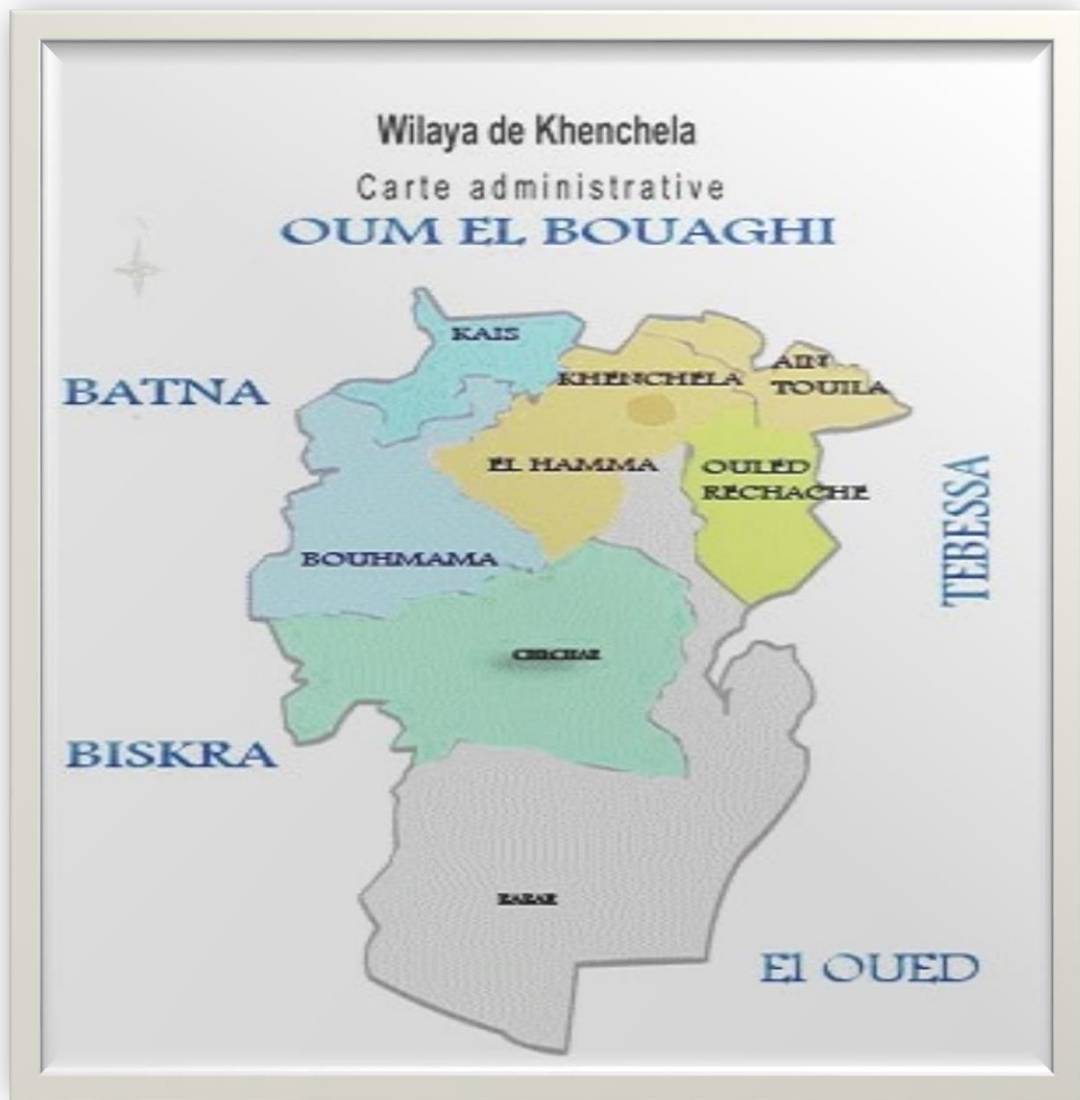 Wilaya de Khenchela
Carte administrative
OUM EL BOUAGHI
KAIS
BATNA
KHENCHELA
AIN
TOUILA
EL HAMMA
OULED
RECHACHE
TEBESSA
BOUHMAMA
BISKRA
El OUED